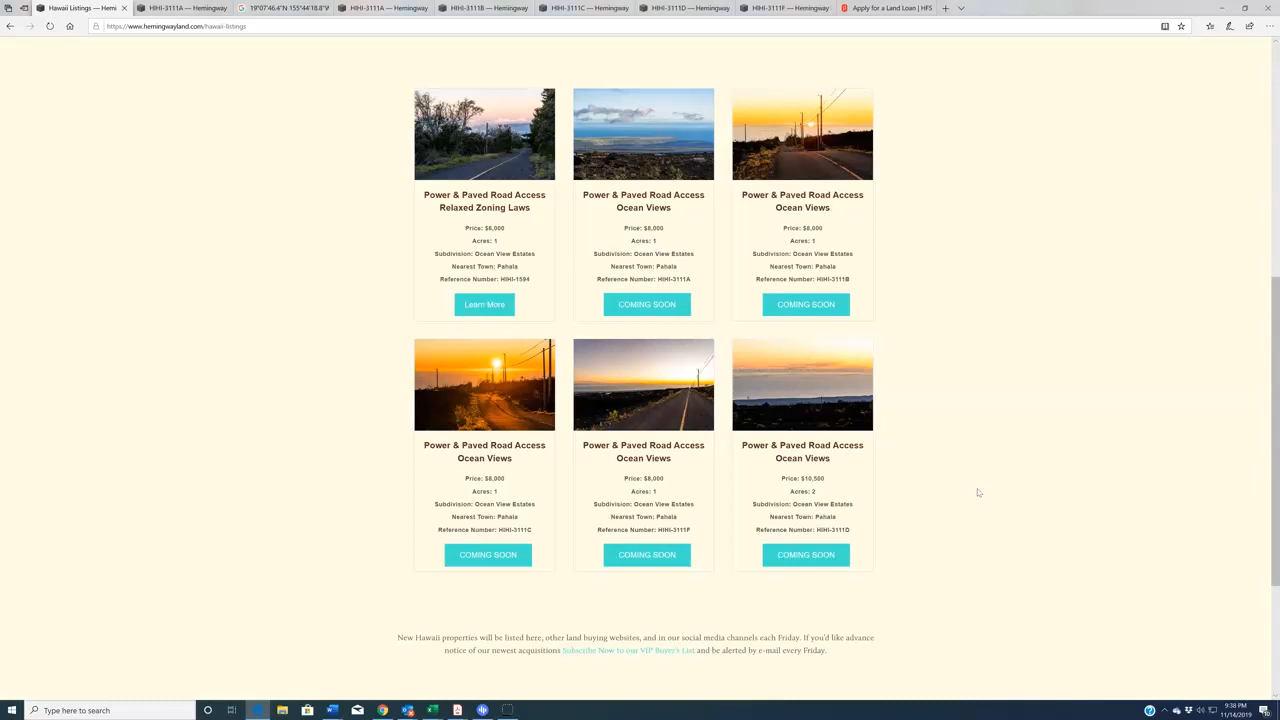 Hawaii Listings — Hemi
HIHI-3111A — Hemingway
19°07'46.4"N 155°44'18.8"V
HIHI-3111A — Hemingway
HIHI-3111B — Hemingway
HIHI-3111C — Hemingway
HIHI-3111D — Hemingway
HIHI-3111F — Hemingway
Apply for a Land Loan | HFS
https://www.hemingwayland.com/hawaii-listings
Power & Paved Road Access
Relaxed Zoning Laws
Price: $6,000
Acres: 1
Subdivision: Ocean View Estates
Nearest Town: Pahala
Reference Number: HIHI-1594
Learn More
Power & Paved Road Access
Ocean Views
Price: $8,000
Acres: 1
Subdivision: Ocean View Estates
Nearest Town: Pahala
Reference Number: HIHI-3111A
COMING SOON
Power & Paved Road Access
Ocean Views
Price: $8,000
Acres: 1
Subdivision: Ocean View Estates
Nearest Town: Pahala
Reference Number: HIHI-3111B
COMING SOON
Power & Paved Road Access
Ocean Views
Price: $8,000
Acres: 1
Subdivision: Ocean View Estates
Nearest Town: Pahala
Reference Number: HIHI-3111C
COMING SOON
Power & Paved Road Access
Ocean Views
Price: $8,000
Acres: 1
Subdivision: Ocean View Estates
Nearest Town: Pahala
Reference Number: HIHI-3111F
COMING SOON
Power & Paved Road Access
Ocean Views
Price: $10,500
Acres: 2
Subdivision: Ocean View Estates
Nearest Town: Pahala
Reference Number: HIHI-3111D
COMING SOON
New Hawaii properties will be listed here, other land buying websites, and in our social media channels each Friday. If you'd like advance
notice of our newest acquisitions Subscribe Now to our VIP Buyer's List and be alerted by e-mail every Friday.
Type here to search
9:38 PM
11/14/2019